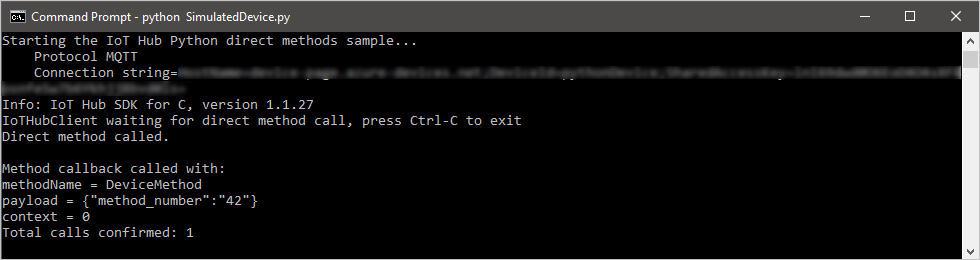 Command Prompt - python  SimulatedDevice.py
Starting the IoT Hub Python direct methods sample...
    Protocol MQTT
    Connection string=
Info: IoT Hub SDK for C, version 1.1.27
IoTHubClient waiting for direct method call, press Ctrl-C to exit
Direct method called.

Method callback called with:
methodName = DeviceMethod
payload = {"method_number":"42"}
context = 0
Total calls confirmed: 1